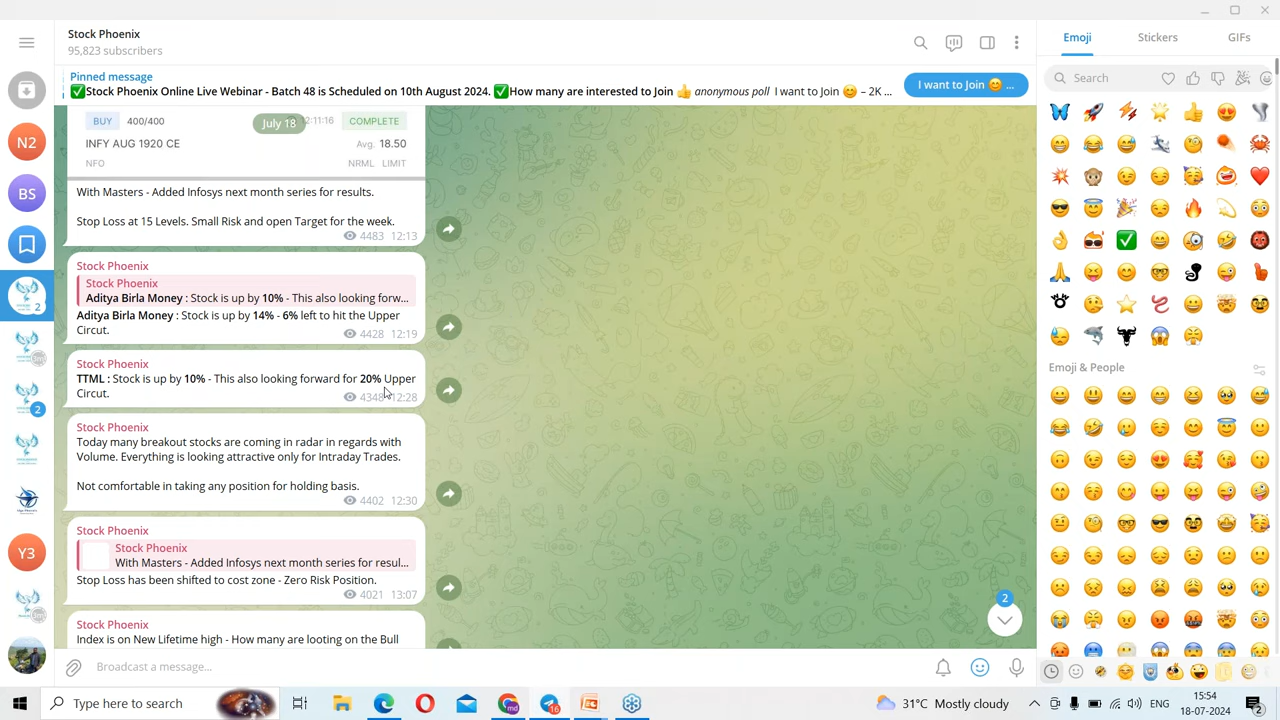 Stock Phoenix
95,823 subscribers
Pinned message
✅Stock Phoenix Online Live Webinar - Batch 48 is Scheduled on 10th August 2024. ✅How many are interested to Join 👍 anonymous poll I want to Join 😊 – 2K ...
I want to Join 😊 ...
BUY 400/400 12:11:16 COMPLETE
July 18
INFY AUG 1920 CE Avg. 18.50
NFO NRML LIMIT
With Masters - Added Infosys next month series for results.
Stop Loss at 15 Levels. Small Risk and open Target for the week.
4483 12:13
Stock Phoenix
Stock Phoenix
Aditya Birla Money : Stock is up by 10% - This also looking forw...
Aditya Birla Money : Stock is up by 14% - 6% left to hit the Upper
Circut.
4428 12:19
Stock Phoenix
TTML : Stock is up by 10% - This also looking forward for 20% Upper
Circut.
4348 12:28
Stock Phoenix
Today many breakout stocks are coming in radar in regards with
Volume. Everything is looking attractive only for Intraday Trades.
Not comfortable in taking any position for holding basis.
4402 12:30
Stock Phoenix
Stock Phoenix
With Masters - Added Infosys next month series for resul...
Stop Loss has been shifted to cost zone - Zero Risk Position.
4021 13:07
Stock Phoenix
Index is on New Lifetime high - How many are looting on the Bull
2
Broadcast a message...
N2
BS
2
2
Y3
Emoji Stickers GIFs
Search
Emoji & People
Type here to search
16
31°C Mostly cloudy
ENG
15:54
18-07-2024
2